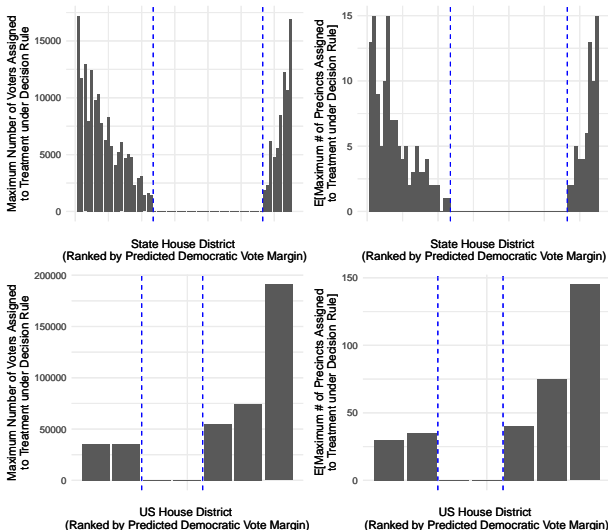 Maximum Number of Voters Assigned
to Treatment under Decision Rule
15000
10000
5000
0
State House District
(Ranked by Predicted Democratic Vote Margin)
E[Maximum # of Precincts Assigned
to Treatment under Decision Rule]
15
10
5
0
State House District
(Ranked by Predicted Democratic Vote Margin)
Maximum Number of Voters Assigned
to Treatment under Decision Rule
200000
150000
100000
50000
0
US House District
(Ranked by Predicted Democratic Vote Margin)
E[Maximum # of Precincts Assigned
to Treatment under Decision Rule]
150
100
50
0
US House District
(Ranked by Predicted Democratic Vote Margin)